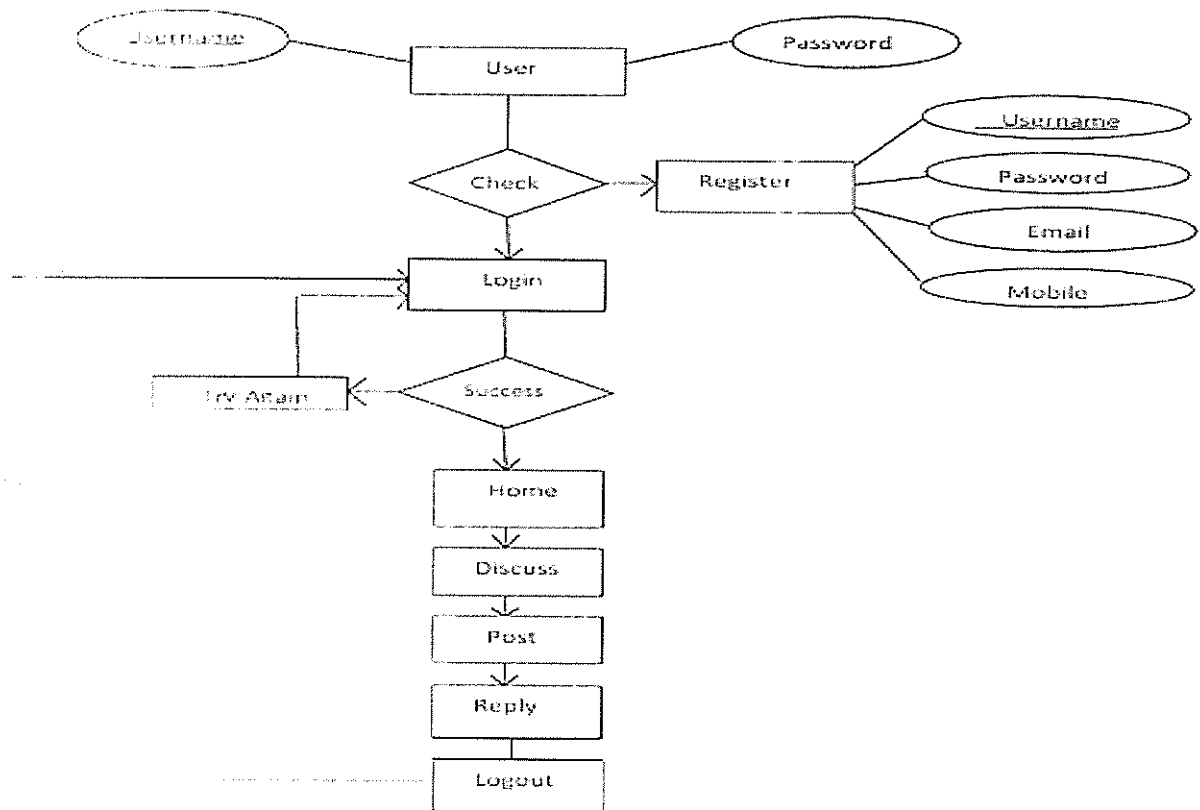 Username
User
Password
Username
Check
Register
Password
Email
Login
Mobile
Success
Try Again
Home
Discuss
Post
Reply
Logout